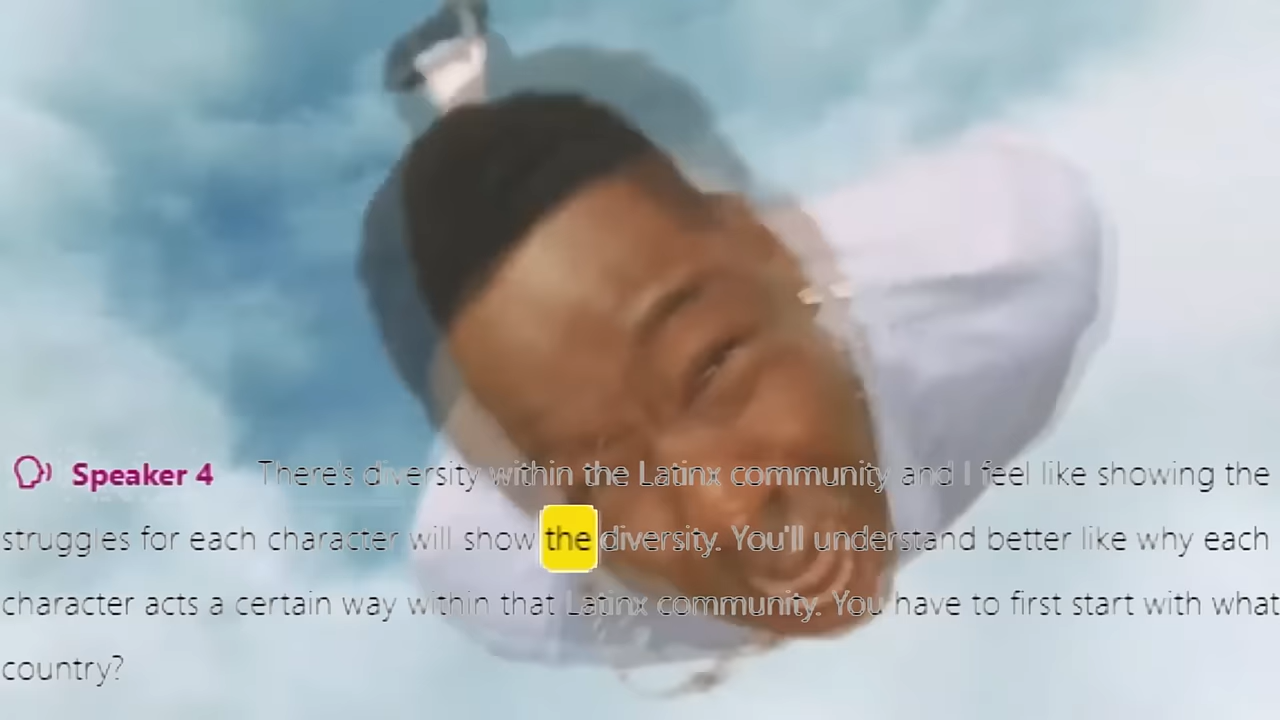 Speaker 4 There's diversity within the Latinx community and I feel like showing the
struggles for each character will show the diversity. You'll understand better like why each
character acts a certain way within that Latinx community. You have to first start with what
country?